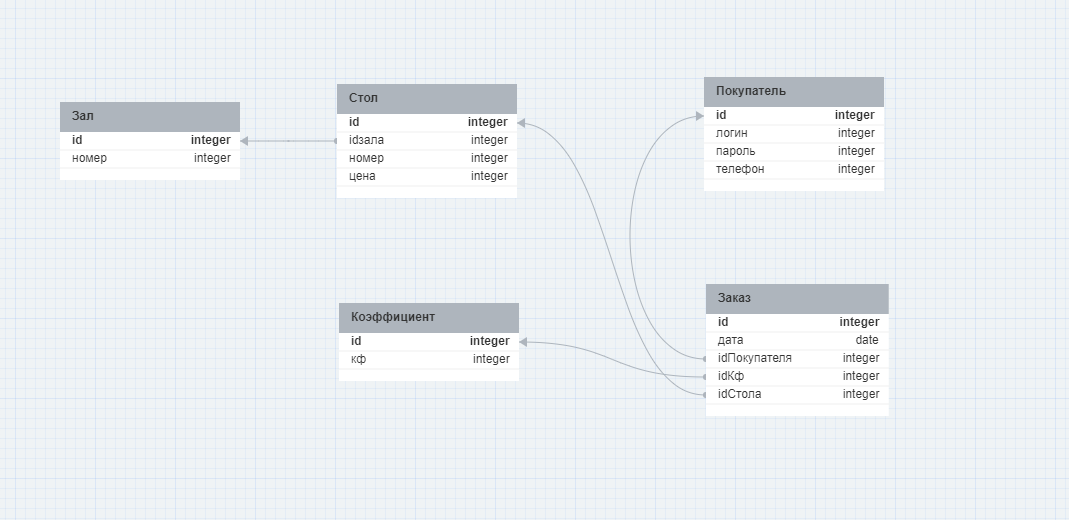 Зал
id integer
номер integer
Стол
id integer
idзала integer
номер integer
цена integer
Покупатель
id integer
логин integer
пароль integer
телефон integer
Коэффициент
id integer
кф integer
Заказ
id integer
дата date
idПокупателя integer
idКф integer
idСтола integer